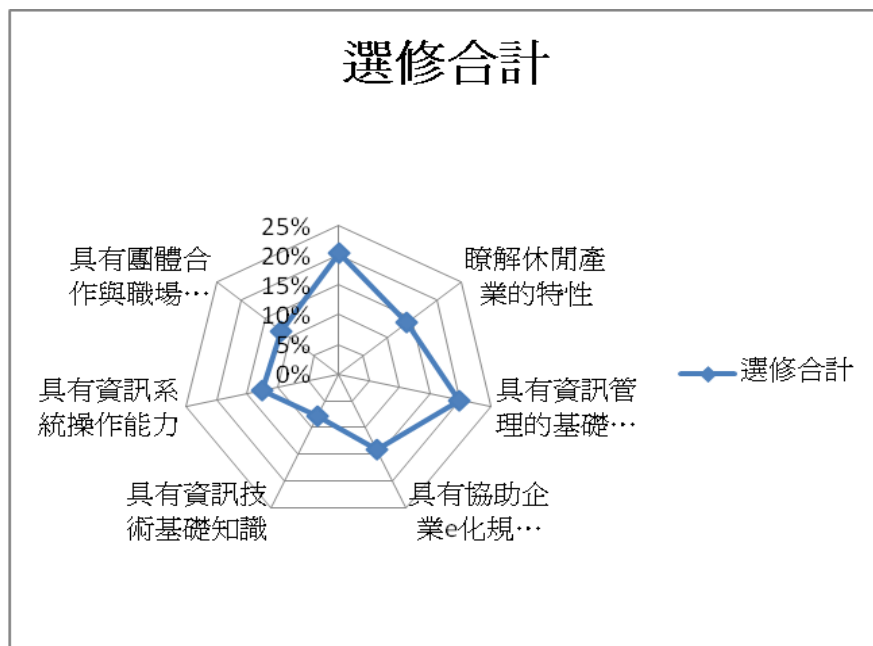 選修合計
25%
20%
15%
10%
5%
0%
瞭解休閒產
業的特性
具有資訊管
理的基礎…
具有協助企
業e化規…
具有資訊技
術基礎知識
具有資訊系
統操作能力
具有團體合
作與職場…
選修合計